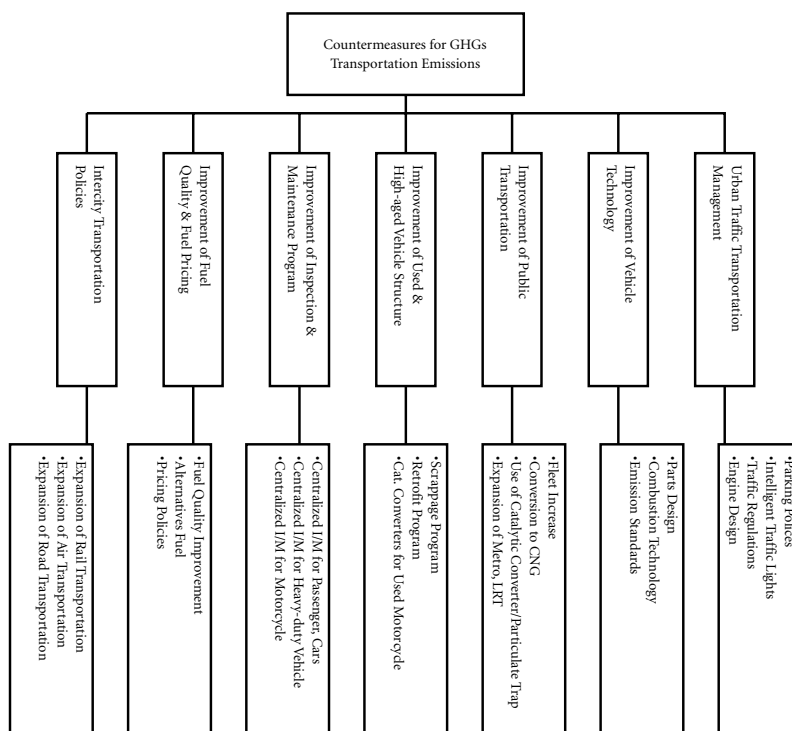 Countermeasures for GHGs
Transportation Emissions
Intercity Transportation
Policies
Improvement of Fuel
Quality & Fuel Pricing
Improvement of Inspection &
Maintenance Program
Improvement of Used &
High-aged Vehicle Structure
Improvement of Public
Transportation
Improvement of Vehicle
Technology
Urban Traffic Transportation
Management
•Expansion of Rail Transportation
•Expansion of Air Transportation
•Expansion of Road Transportation
•Fuel Quality Improvement
•Alternatives Fuel
•Pricing Policies
•Centralized I/M for Passenger, Cars
•Centralized I/M for Heavy-duty Vehicle
•Centralized I/M for Motorcycle
•Scrappage Program
•Retrofit Program
•Cat. Converters for Used Motorcycle
•Fleet Increase
•Conversion to CNG
•Use of Catalytic Converter/Particulate Trap
•Expansion of Metro, LRT
•Parts Design
•Combustion Technology
•Emission Standards
•Parking Polices
•Intelligent Traffic Lights
•Traffic Regulations
•Engine Design